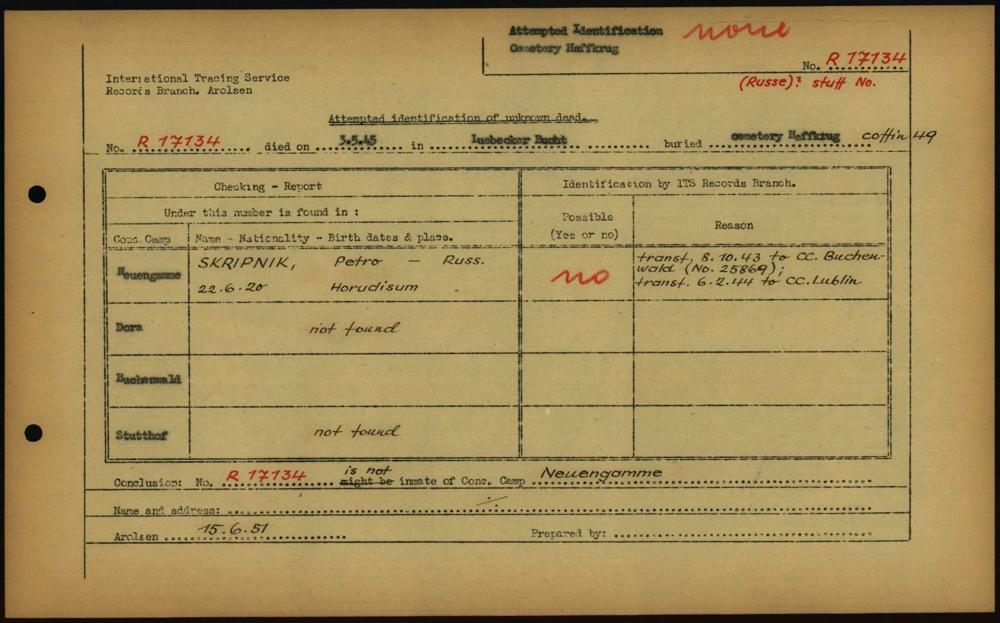 Attempted Identification none
Cemetery Haffkrug
No. R 17134
(Russe)? stuff No.
International Tracing Service
Records Branch. Arolsen
Attempted identification of unknown dead.
No. R 17134 died on 3.5.45 in Luebecker Bucht buried cemetery Haffkrug coffin 49
Checking - Report
Identification by ITS Records Branch.
Under this number is found in :
Possible
(Yes or no)
Reason
Conc. Camp
Name - Nationality - Birth dates & place.
Neuengamme
SKRIPNIK, Petro - Russ.
22.6.20 Horudisum
no
transf. 8.10.43 to CC. Buchen-
wald (No. 25869);
transf. 6.2.44 to CC. Lublin
Dora
not found
Buchenwald
Stutthof
not found
Conclusion: No. R 17134 is not might be inmate of Conc. Camp Neuengamme
Name and address: -/.
Arolsen 15.6.51 Prepared by: